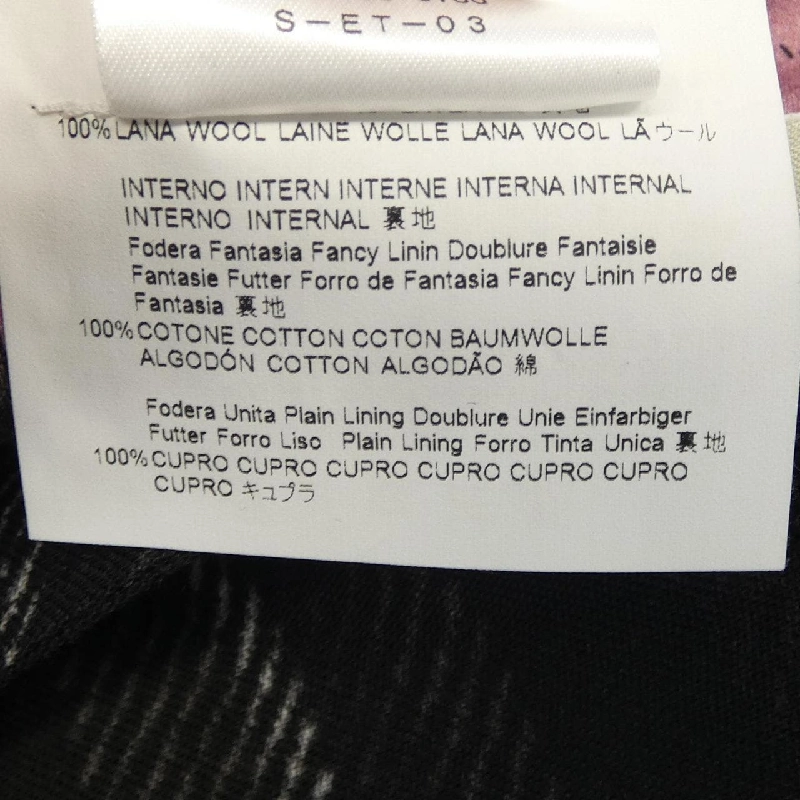 S-ET-03
100% LANA WOOL LAINE WOLLE LANA WOOL LÃ ウール
INTERNO INTERN INTERNE INTERNA INTERNAL
INTERNO INTERNAL 裏地
Fodera Fantasia Fancy Linin Doublure Fantaisie
Fantasie Futter Forro de Fantasia Fancy Linin Forro de
Fantasia 裏地
100% COTONE COTTON COTON BAUMWOLLE
ALGODÓN COTTON ALGODÃO 綿
Fodera Unita Plain Lining Doublure Unie Einfarbiger
Futter Forro Liso Plain Lining Forro Tinta Unica 裏地
100% CUPRO CUPRO CUPRO CUPRO CUPRO CUPRO
CUPRO キュプラ